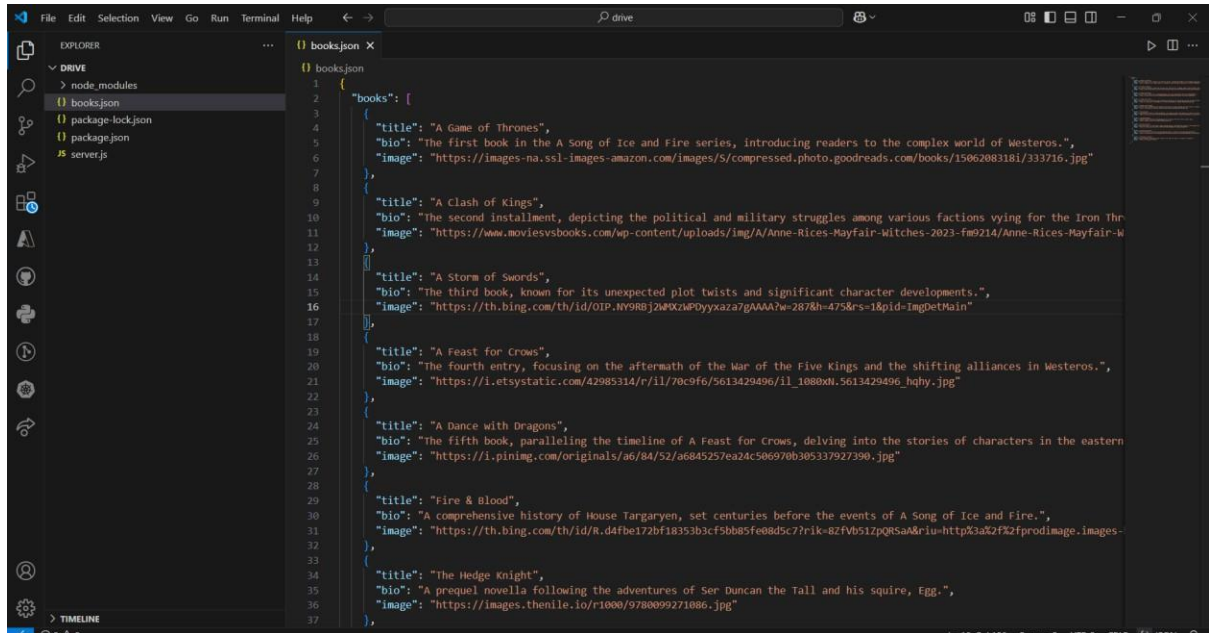 File Edit Selection View Go Run Terminal Help
drive
EXPLORER
DRIVE
node_modules
books.json
package-lock.json
package.json
JS server.js
TIMELINE
books.json
books.json
1 {
2 "books": [
3 {
4 "title": "A Game of Thrones",
5 "bio": "The first book in the A Song of Ice and Fire series, introducing readers to the complex world of Westeros.",
6 "image": "https://images-na.ssl-images-amazon.com/images/S/compressed.photo.goodreads.com/books/1506208318i/333716.jpg"
7 },
8 {
9 "title": "A Clash of Kings",
10 "bio": "The second installment, depicting the political and military struggles among various factions vying for the Iron Thr
11 "image": "https://www.moviesvsbooks.com/wp-content/uploads/img/A/Anne-Rices-Mayfair-Witches-2023-fm9214/Anne-Rices-Mayfair-W
12 },
13 {
14 "title": "A Storm of Swords",
15 "bio": "The third book, known for its unexpected plot twists and significant character developments.",
16 "image": "https://th.bing.com/th/id/OIP.NY9RBj2WMXzWPDyyxaza7gAAAA?w=287&h=475&rs=1&pid=ImgDetMain"
17 },
18 {
19 "title": "A Feast for Crows",
20 "bio": "The fourth entry, focusing on the aftermath of the War of the Five Kings and the shifting alliances in Westeros.",
21 "image": "https://i.etsystatic.com/42985314/r/il/70c9f6/5613429496/il_1080xN.5613429496_hqhy.jpg"
22 },
23 {
24 "title": "A Dance with Dragons",
25 "bio": "The fifth book, paralleling the timeline of A Feast for Crows, delving into the stories of characters in the eastern
26 "image": "https://i.pinimg.com/originals/a6/84/52/a6845257ea24c506970b305337927390.jpg"
27 },
28 {
29 "title": "Fire & Blood",
30 "bio": "A comprehensive history of House Targaryen, set centuries before the events of A Song of Ice and Fire.",
31 "image": "https://th.bing.com/th/id/R.d4fbe172bf18353b3cf5bb85fe08d5c7?rik=8ZfVb51ZpQRSaA&riu=http%3a%2f%2fprodimage.images-
32 },
33 {
34 "title": "The Hedge Knight",
35 "bio": "A prequel novella following the adventures of Ser Duncan the Tall and his squire, Egg.",
36 "image": "https://images.thenile.io/r1000/9780099271086.jpg"
37 },